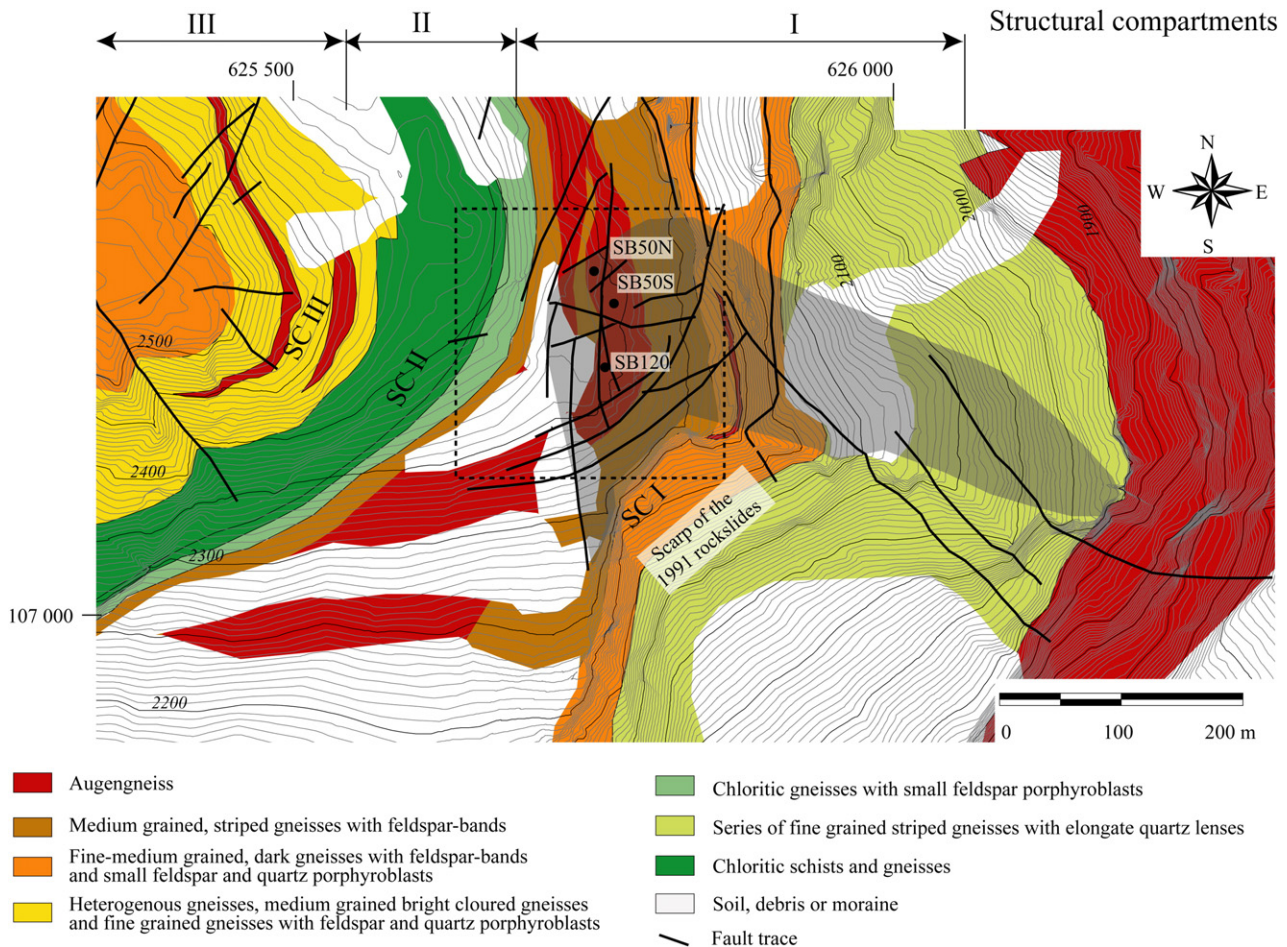 III
II
I
Structural compartments
625 500
626 000
N
W
E
S
2000
1900
2100
SB50N
SB50S
SB120
SC III
SC II
SC I
2500
2400
2300
2200
Scarp of the
1991 rockslides
107 000
0
100
200 m
Augengneiss
Medium grained, striped gneisses with feldspar-bands
Fine-medium grained, dark gneisses with feldspar-bands
and small feldspar and quartz porphyroblasts
Heterogenous gneisses, medium grained bright cloured gneisses
and fine grained gneisses with feldspar and quartz porphyroblasts
Chloritic gneisses with small feldspar porphyroblasts
Series of fine grained striped gneisses with elongate quartz lenses
Chloritic schists and gneisses
Soil, debris or moraine
Fault trace